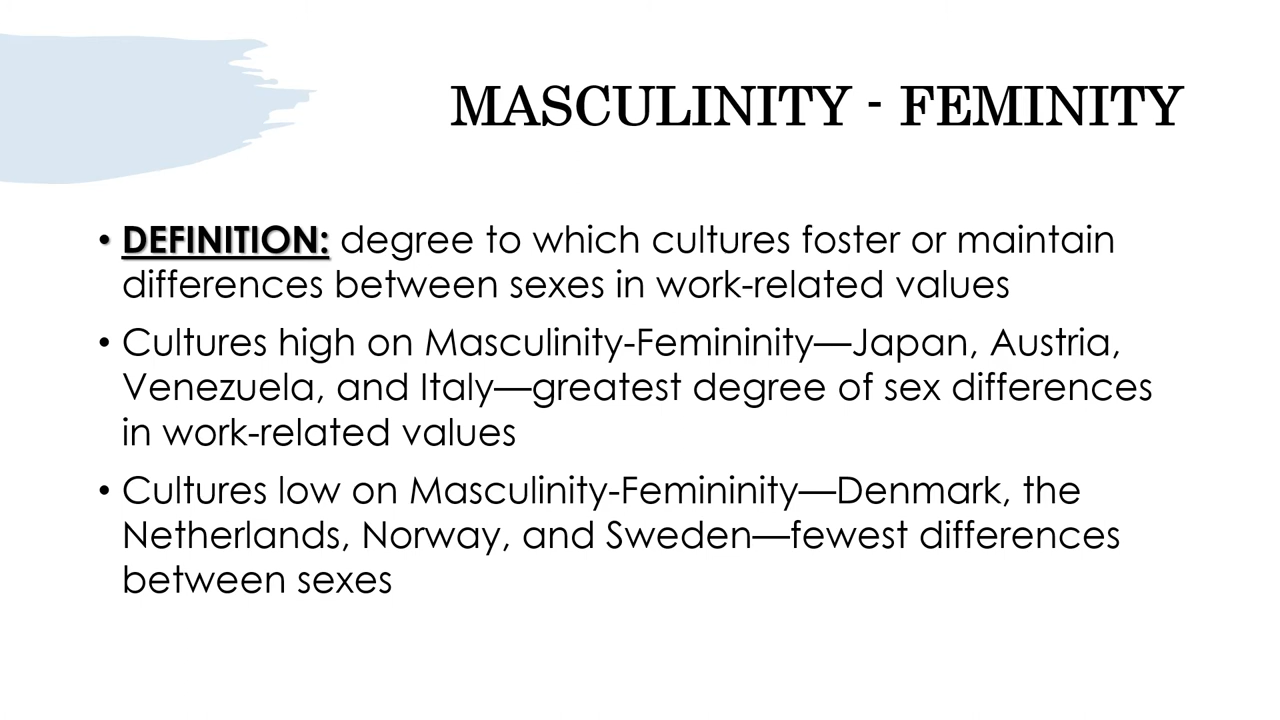 MASCULINITY - FEMINITY
• DEFINITION: degree to which cultures foster or maintain
differences between sexes in work-related values
• Cultures high on Masculinity-Femininity—Japan, Austria,
Venezuela, and Italy—greatest degree of sex differences
in work-related values
• Cultures low on Masculinity-Femininity—Denmark, the
Netherlands, Norway, and Sweden—fewest differences
between sexes